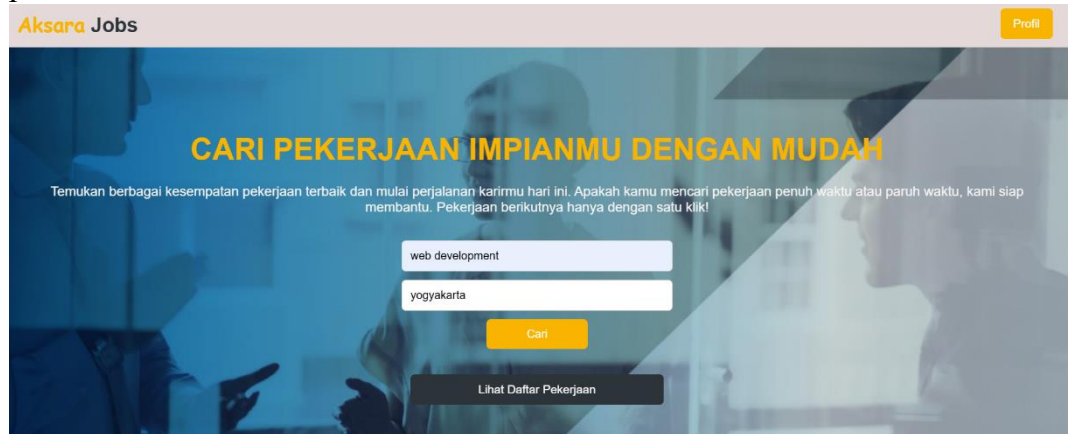 Aksara Jobs
Profil
CARI PEKERJAAN IMPIANMU DENGAN MUDAH
Temukan berbagai kesempatan pekerjaan terbaik dan mulai perjalanan karirmu hari ini. Apakah kamu mencari pekerjaan penuh waktu atau paruh waktu, kami siap
membantu. Pekerjaan berikutnya hanya dengan satu klik!
web development
yogyakarta
Cari
Lihat Daftar Pekerjaan